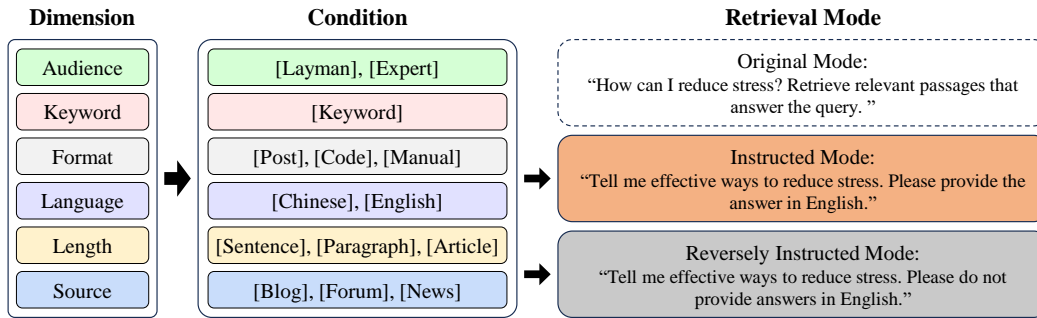 Dimension
Audience
Keyword
Format
Language
Length
Source
Condition
[Layman], [Expert]
[Keyword]
[Post], [Code], [Manual]
[Chinese], [English]
[Sentence], [Paragraph], [Article]
[Blog], [Forum], [News]
Retrieval Mode
Original Mode:
“How can I reduce stress? Retrieve relevant passages that
answer the query. ”
Instructed Mode:
“Tell me effective ways to reduce stress. Please provide the
answer in English.”
Reversely Instructed Mode:
“Tell me effective ways to reduce stress. Please do not
provide answers in English.”